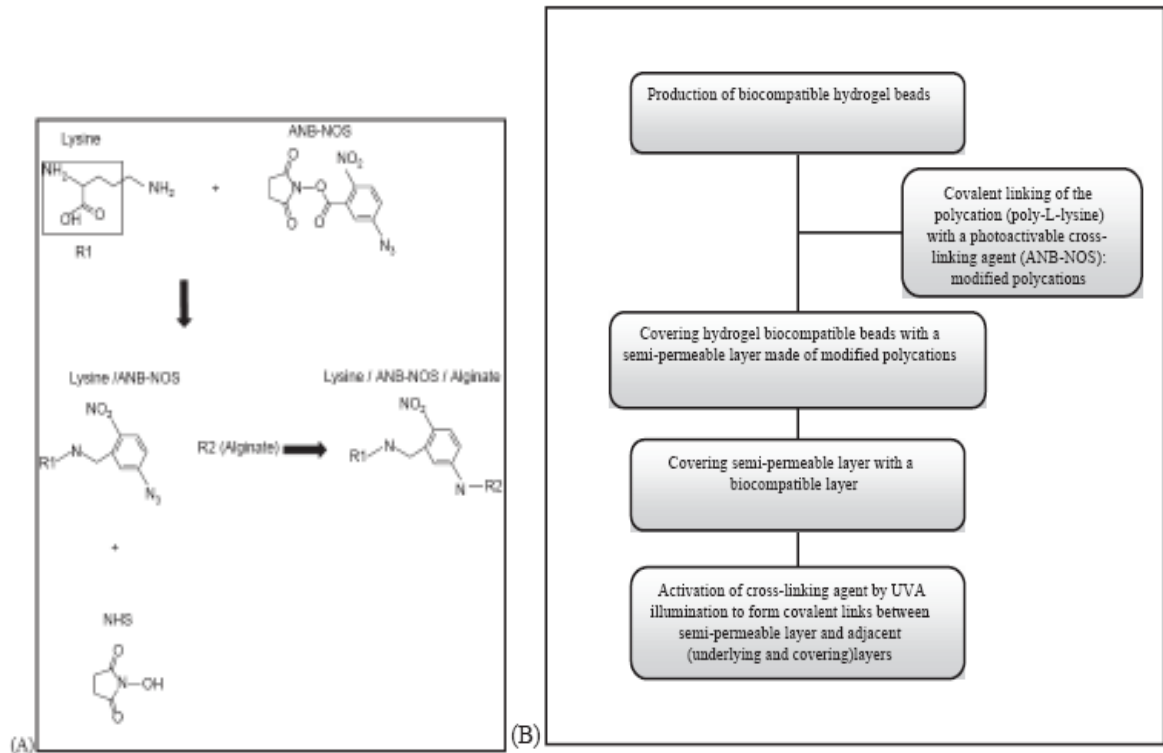 Lysine
ANB-NOS
NH₂
NH₂
OH
O
R1
+
O
N
O
O
O
NO₂
N₃
Lysine /ANB-NOS
NO₂
R1
N
N₃
R2 (Alginate)
Lysine / ANB-NOS / Alginate
NO₂
R1
N
N
R2
+
NHS
O
N
OH
O
(A)
(B)
Production of biocompatible hydrogel beads
Covalent linking of the
polycation (poly-L-lysine)
with a photoactivable cross-
linking agent (ANB-NOS):
modified polycations
Covering hydrogel biocompatible beads with a
semi-permeable layer made of modified polycations
Covering semi-permeable layer with a
biocompatible layer
Activation of cross-linking agent by UVA
illumination to form covalent links between
semi-permeable layer and adjacent
(underlying and covering)layers